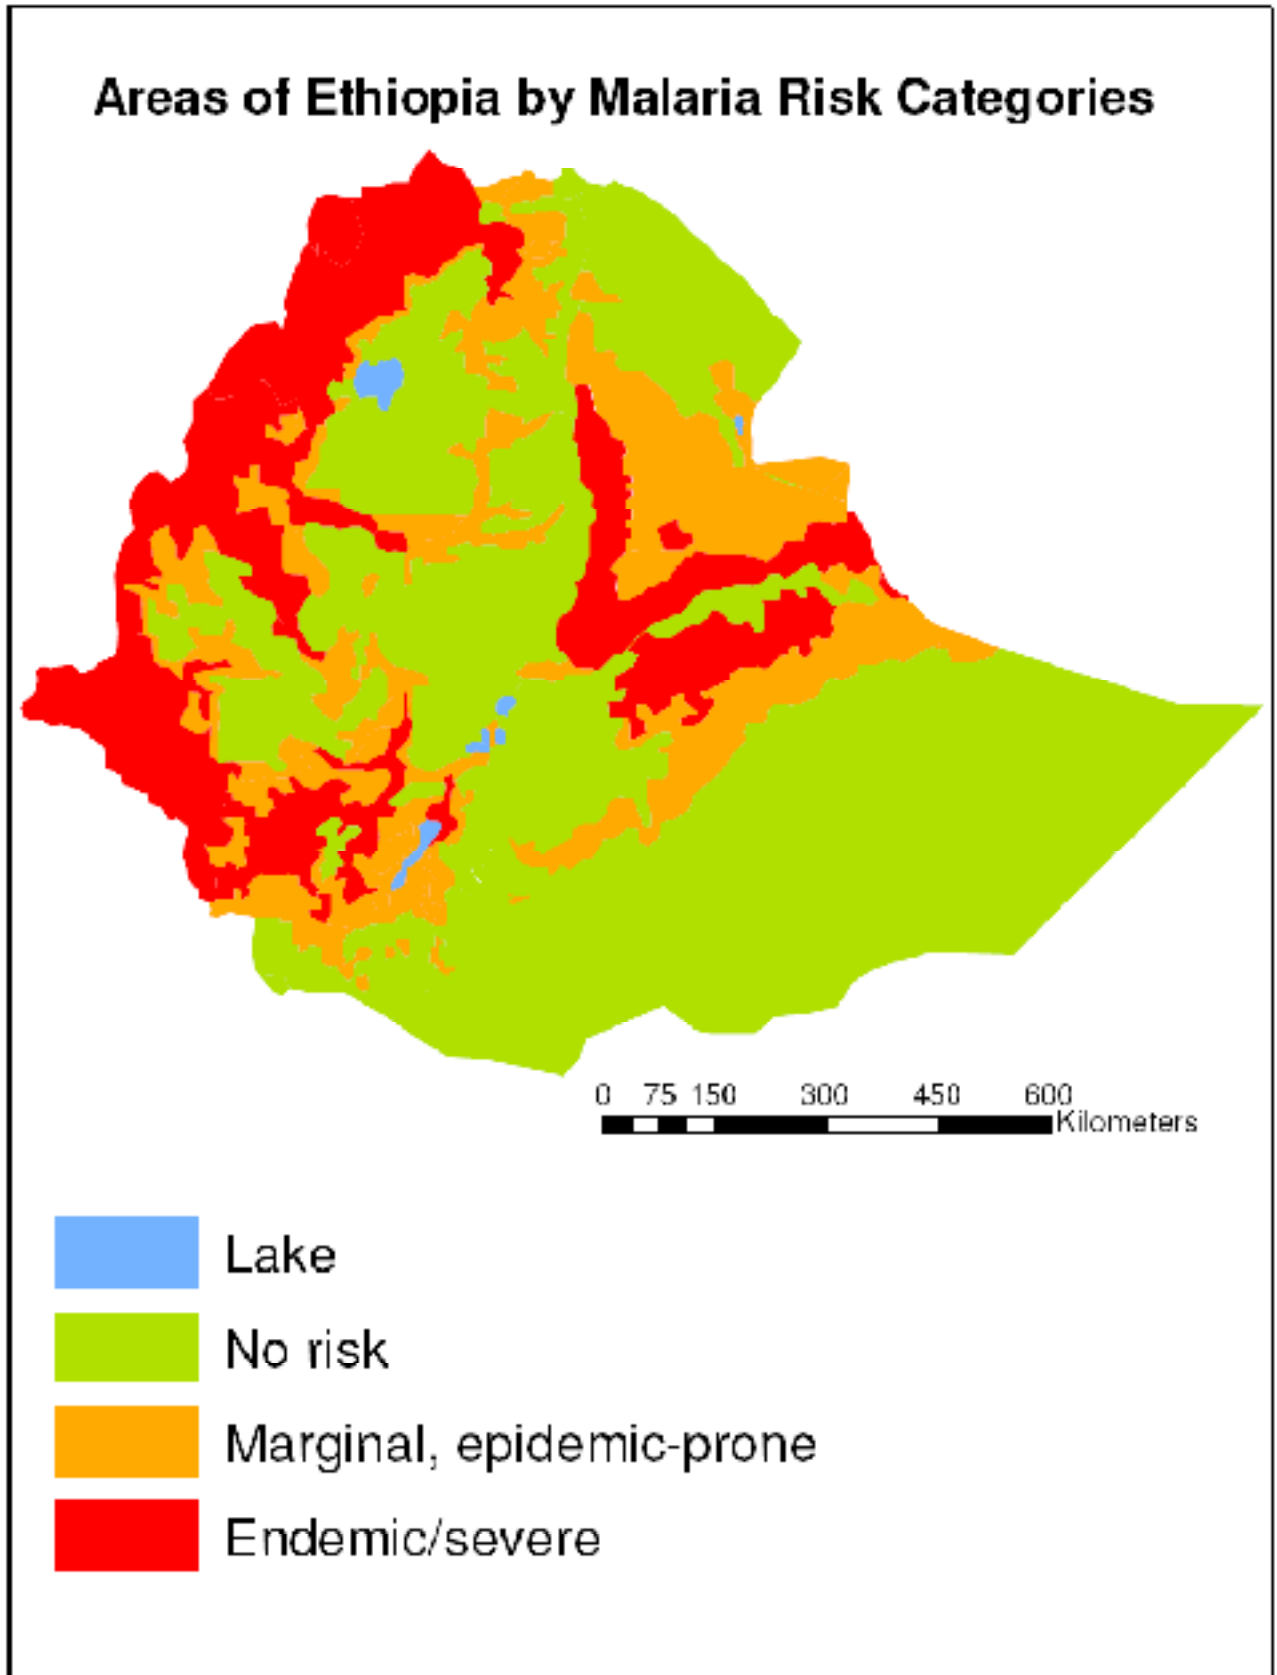 Areas of Ethiopia by Malaria Risk Categories
0 75 150 300 450 600
Kilometers
Lake
No risk
Marginal, epidemic-prone
Endemic/severe